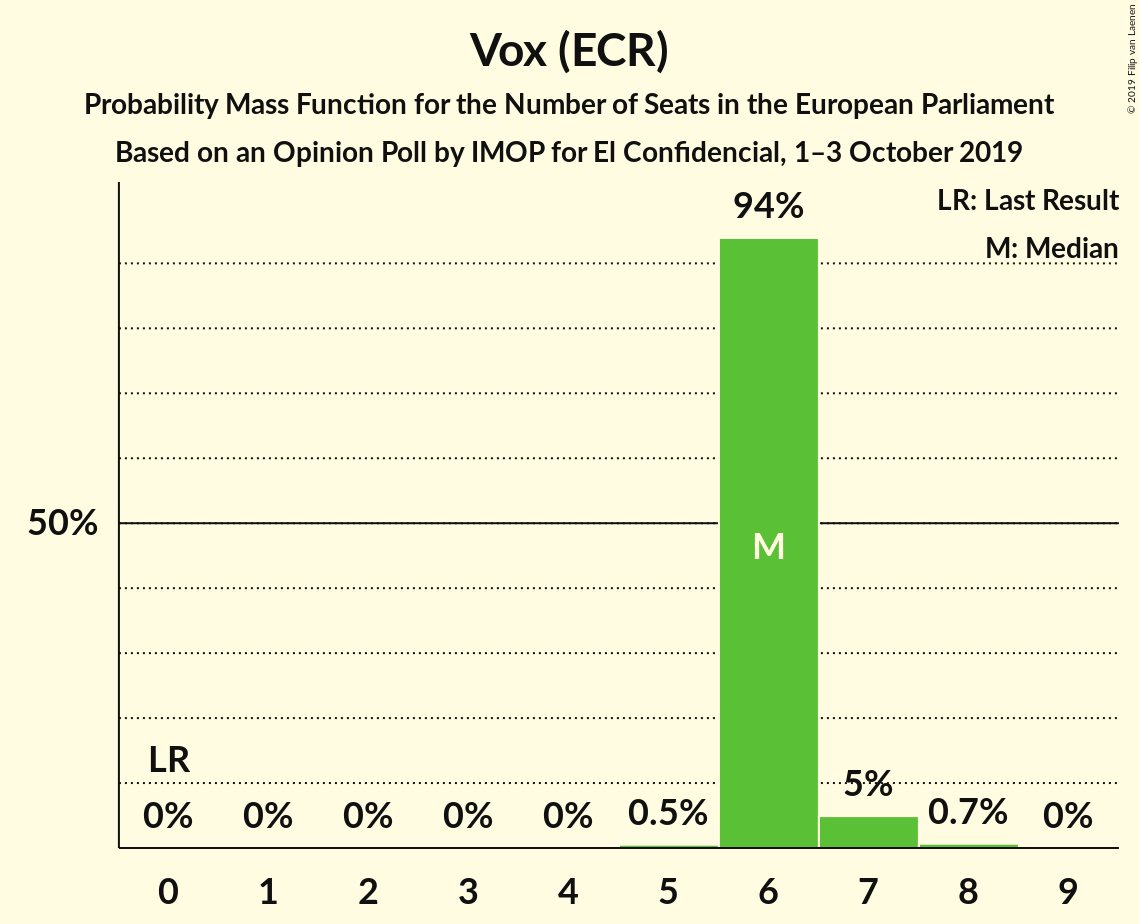 Vox (ECR)
Probability Mass Function for the Number of Seats in the European Parliament
Based on an Opinion Poll by IMOP for El Confidencial, 1–3 October 2019
© 2019 Filip van Laenen
LR: Last Result
M: Median
94%
50%
M
LR
0% 0% 0% 0% 0% 0.5% 5% 0.7% 0%
0 1 2 3 4 5 6 7 8 9